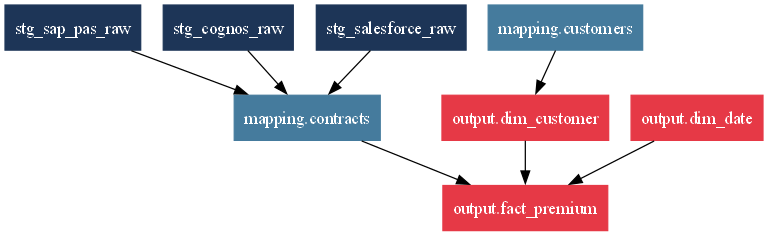 stg_sap_pas_raw
stg_cognos_raw
stg_salesforce_raw
mapping.customers
mapping.contracts
output.dim_customer
output.dim_date
output.fact_premium